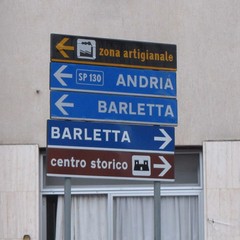 zona artigianale
SP 130 ANDRIA
BARLETTA
BARLETTA
centro storico